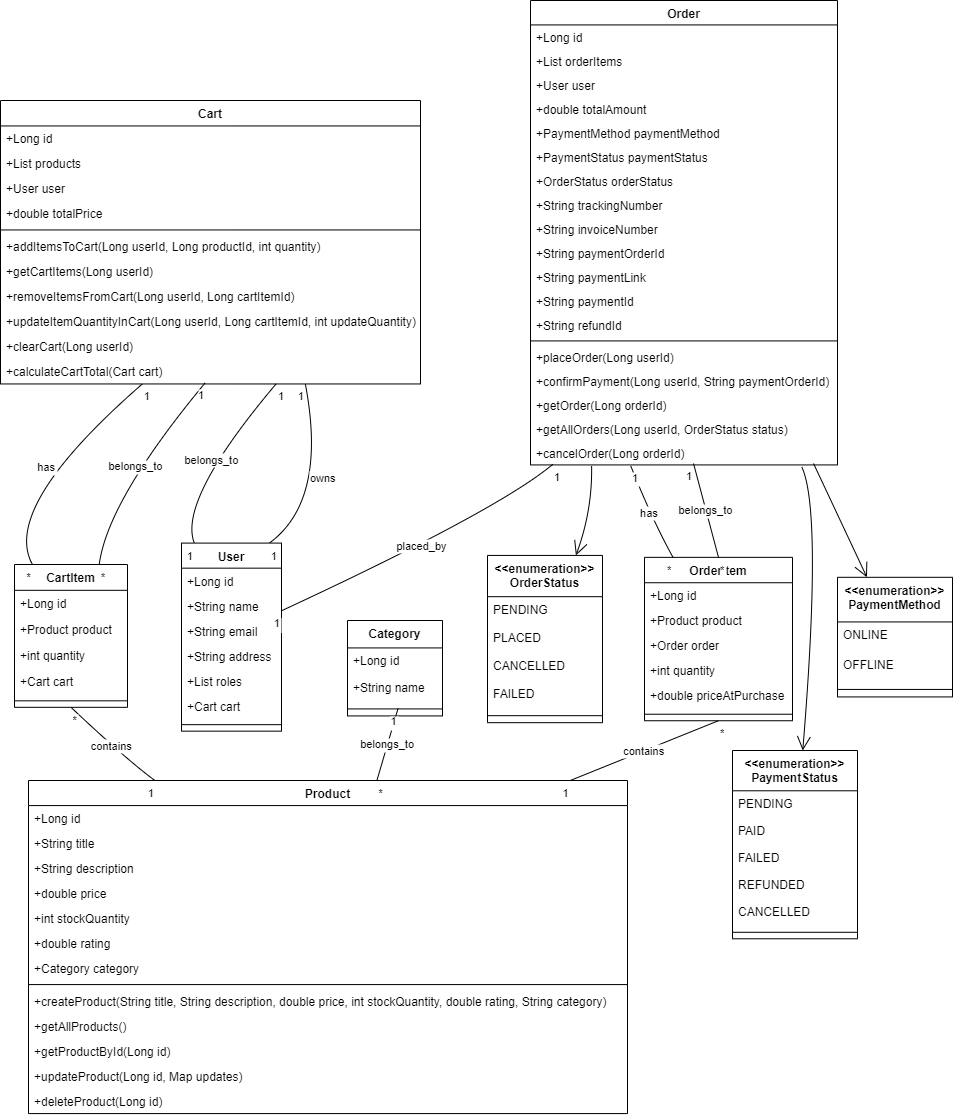 Order
+Long id
+List orderItems
+User user
+double totalAmount
+PaymentMethod paymentMethod
+PaymentStatus paymentStatus
+OrderStatus orderStatus
+String trackingNumber
+String invoiceNumber
+String paymentOrderId
+String paymentLink
+String paymentId
+String refundId
+placeOrder(Long userId)
+confirmPayment(Long userId, String paymentOrderId)
+getOrder(Long orderId)
+getAllOrders(Long userId, OrderStatus status)
+cancelOrder(Long orderId)
Cart
+Long id
+List products
+User user
+double totalPrice
+addItemsToCart(Long userId, Long productId, int quantity)
+getCartItems(Long userId)
+removeItemsFromCart(Long userId, Long cartItemId)
+updateItemQuantityInCart(Long userId, Long cartItemId, int updateQuantity)
+clearCart(Long userId)
+calculateCartTotal(Cart cart)
1
1
1
1
has
belongs_to
belongs_to
owns
1
1
1
placed_by
has
belongs_to
* CartItem *
+Long id
+Product product
+int quantity
+Cart cart
*
1 User 1
+Long id
+String name
+String email
+String address
+List roles
+Cart cart
1
Category
+Long id
+String name
1
<<enumeration>>
OrderStatus
PENDING
PLACED
CANCELLED
FAILED
* Order*tem
+Long id
+Product product
+Order order
+int quantity
+double priceAtPurchase
*
<<enumeration>>
PaymentMethod
ONLINE
OFFLINE
<<enumeration>>
PaymentStatus
PENDING
PAID
FAILED
REFUNDED
CANCELLED
contains
belongs_to
contains
1 Product * 1
+Long id
+String title
+String description
+double price
+int stockQuantity
+double rating
+Category category
+createProduct(String title, String description, double price, int stockQuantity, double rating, String category)
+getAllProducts()
+getProductById(Long id)
+updateProduct(Long id, Map updates)
+deleteProduct(Long id)